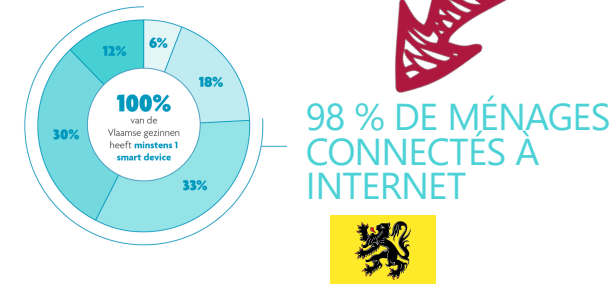 6%
12%
18%
100%
van de
Vlaamse gezinnen
heeft minstens 1
smart device
30%
33%
98 % DE MÉNAGES
CONNECTÉS À
INTERNET